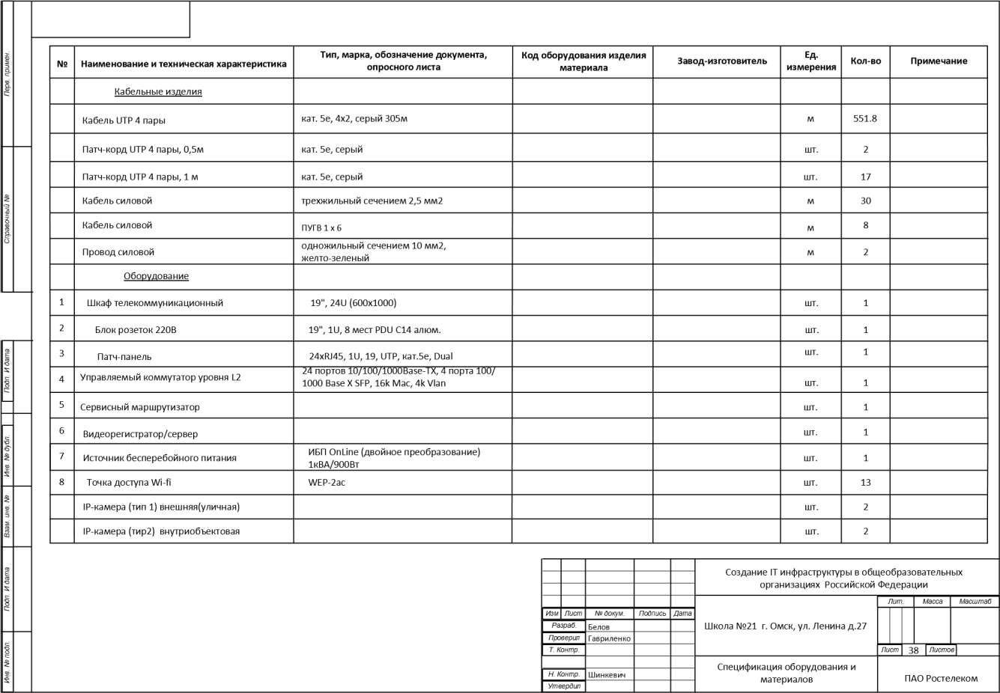 Перв. примен.
Справочный №
Подп. И дата
Инв. № дубл.
Взам. инв. №
Подп. И дата
Инв. № подл.
№ Наименование и техническая характеристика Тип, марка, обозначение документа, опросного листа Код оборудования изделия материала Завод-изготовитель Ед. измерения Кол-во Примечание
Кабельные изделия
Кабель UTP 4 пары кат. 5е, 4х2, серый 305м м 551.8
Патч-корд UTP 4 пары, 0,5м кат. 5е, серый шт. 2
Патч-корд UTP 4 пары, 1 м кат. 5е, серый шт. 17
Кабель силовой трехжильный сечением 2,5 мм2 м 30
Кабель силовой ПУГВ 1 х 6 м 8
Провод силовой одножильный сечением 10 мм2, желто-зеленый м 2
Оборудование
1 Шкаф телекоммуникационный 19", 24U (600х1000) шт. 1
2 Блок розеток 220В 19", 1U, 8 мест PDU C14 алюм. шт. 1
3 Патч-панель 24xRJ45, 1U, 19, UTP, кат.5е, Dual шт. 1
4 Управляемый коммутатор уровня L2 24 портов 10/100/1000Base-TX, 4 порта 100/1000 Base X SFP, 16k Mac, 4k Vlan шт. 1
5 Сервисный маршрутизатор шт. 1
6 Видеорегистратор/сервер шт. 1
7 Источник бесперебойного питания ИБП OnLine (двойное преобразование) 1кВА/900Вт шт. 1
8 Точка доступа Wi-fi WEP-2ac шт. 13
IP-камера (тип 1) внешняя(уличная) шт. 2
IP-камера (тир2) внутриобъектовая шт. 2
Создание IT инфраструктуры в общеобразовательных
организациях Российской Федерации
Изм Лист № докум. Подпись Дата
Разраб. Белов
Проверил Гавриленко
Т. Контр.
Н. Контр. Шинкевич
Утвердил
Школа №21 г. Омск, ул. Ленина д.27
Лит. Масса Масштаб
Лист 38 Листов
Спецификация оборудования и
материалов
ПАО Ростелеком